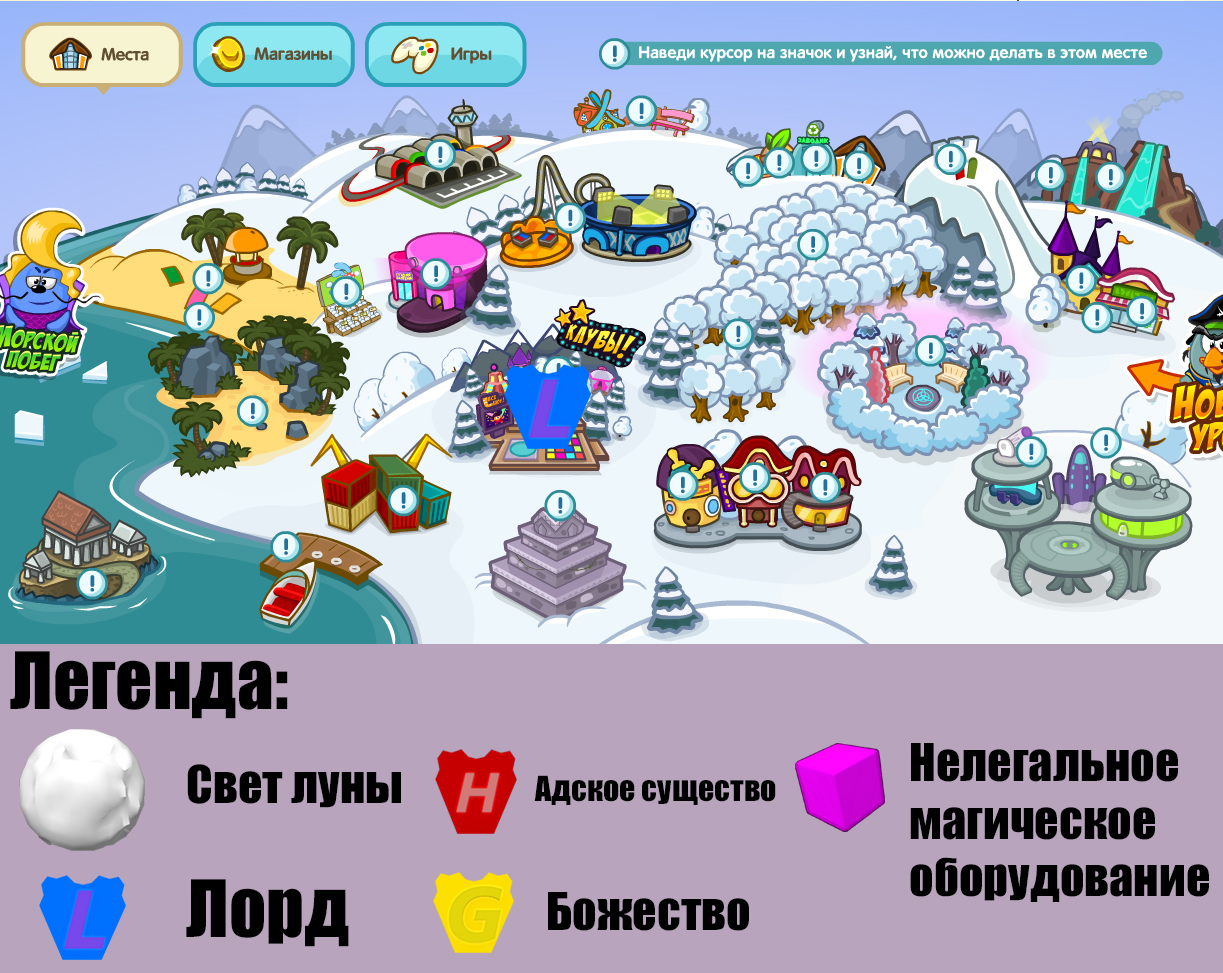 Места
Магазины
Игры
Наведи курсор на значок и узнай, что можно делать в этом месте
ЗАВОДИК
МОРСКОЙ
ПОБЕГ
КЛУБЫ!
L
Легенда:
Свет луны
H
Адское существо
Нелегальное
магическое
оборудование
L
Лорд
G
Божество